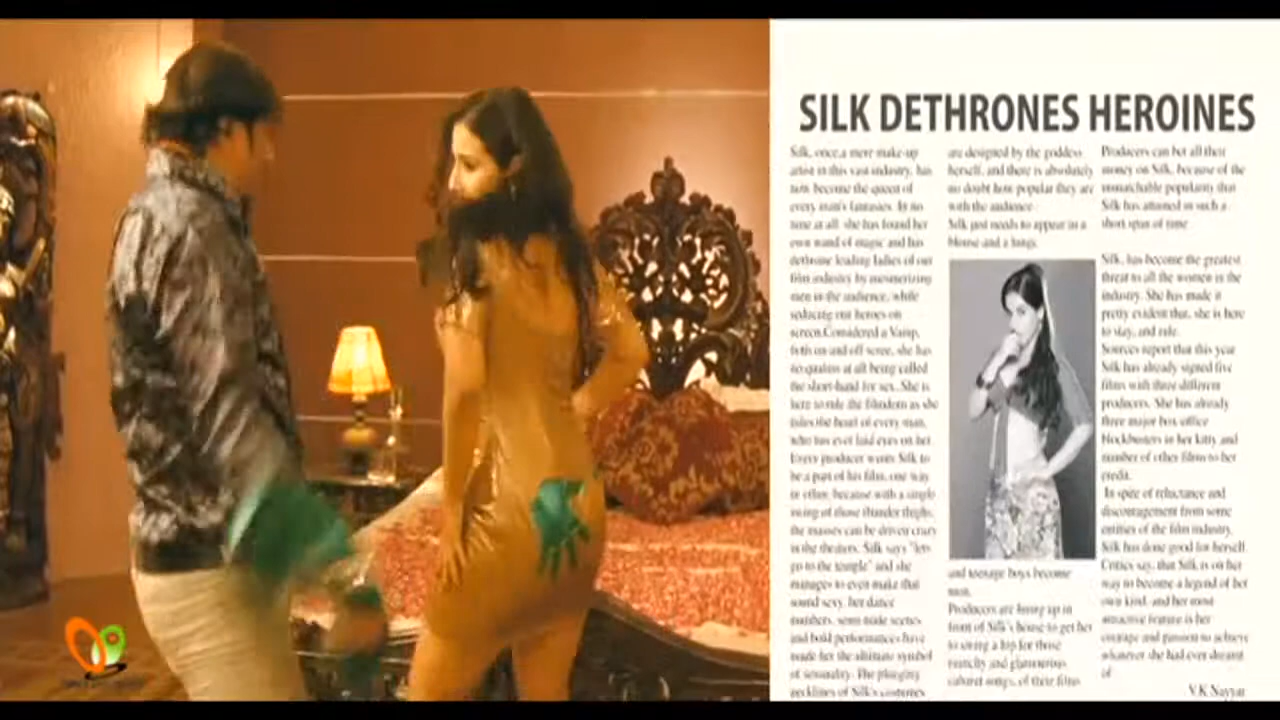 SILK DETHRONES HEROINES
Silk, once a mere make-up
artist in this vast industry, has
now become the queen of
every man's fantasies. In no
time at all she has found her
own wand of magic and has
dethrone leading ladies of our
film industry by mesmerizing
men in the audience, while
seducing our heroes on
screen.Considered a Vamp,
both on and off scree, she has
no qualms at all being called
the short-hand for sex. She is
here to rule the filmdom as she
rules the heart of every man,
who has ever laid eyes on her
Every producer wants Silk to
be a part of his film, one way
or other, because with a single
swing of those thunder thighs,
the masses can be driven crazy
in the theaters. Silk says "lets
go to the temple" and she
manages to even make that
sound sexy. her dance
numbers, semi nude scenes
and bold performances have
made her the ultimate symbol
of sensuality. The plunging
necklines of Silk's costumes
are designed by the goddess
herself, and there is absolutely
no doubt how popular they are
with the audience
Silk just needs to appear in a
blouse and a lungi,
and teenage boys become
men.
Producers are lining up in
front of Silk's house to get her
to swing a hip for those
raunchy and glamorous
cabaret songs, of their films
Producers can bet all their
money on Silk, because of the
unmatchable popularity that
Silk has attained in such a
short span of time
Silk, has become the greatest
threat to all the women in the
industry. She has made it
pretty evident that, she is here
to stay, and rule.
Sources report that this year
Silk has already signed five
films with three different
producers. She has already
three major box office
blockbusters in her kitty and
number of other films to her
credit.
In spite of reluctance and
discouragement from some
entities of the film industry,
Silk has done good for herself.
Critics say, that Silk is on her
way to become a legend of her
own kind, and her most
attractive feature is her
courage and passion to achieve
whatever she had ever dreamt
of
V.K Nayyar